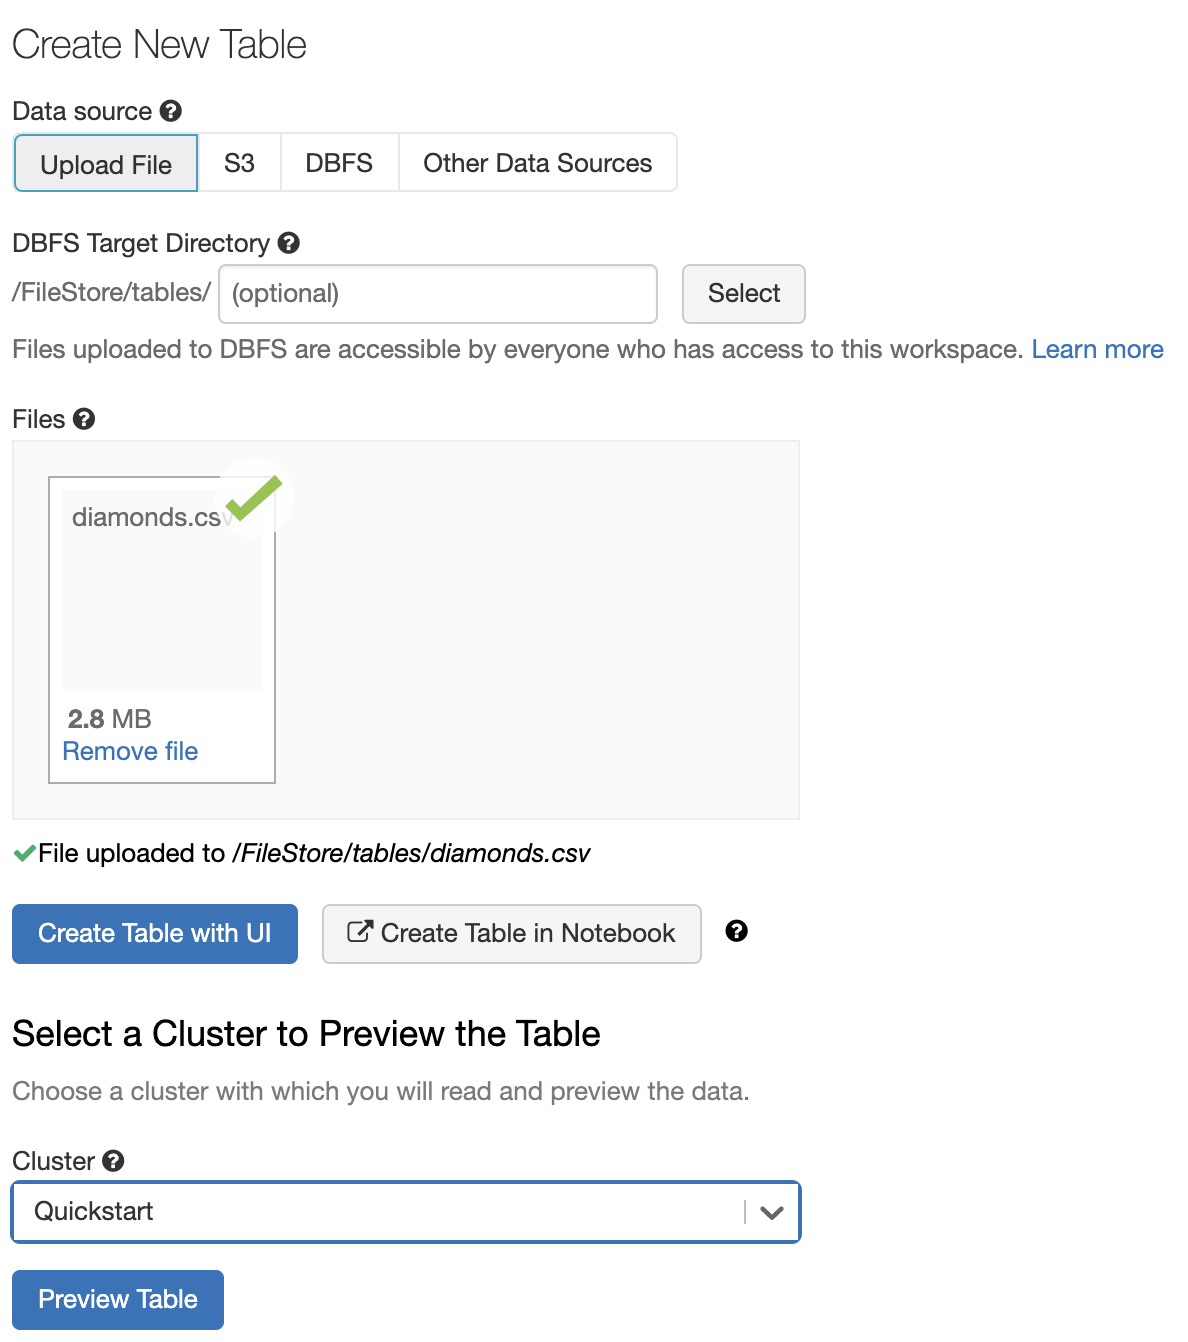 Create New Table
Data source
Upload File S3 DBFS Other Data Sources
DBFS Target Directory
/FileStore/tables/ (optional) Select
Files uploaded to DBFS are accessible by everyone who has access to this workspace. Learn more
Files
diamonds.csv
2.8 MB
Remove file
File uploaded to /FileStore/tables/diamonds.csv
Create Table with UI Create Table in Notebook
Select a Cluster to Preview the Table
Choose a cluster with which you will read and preview the data.
Cluster
Quickstart
Preview Table